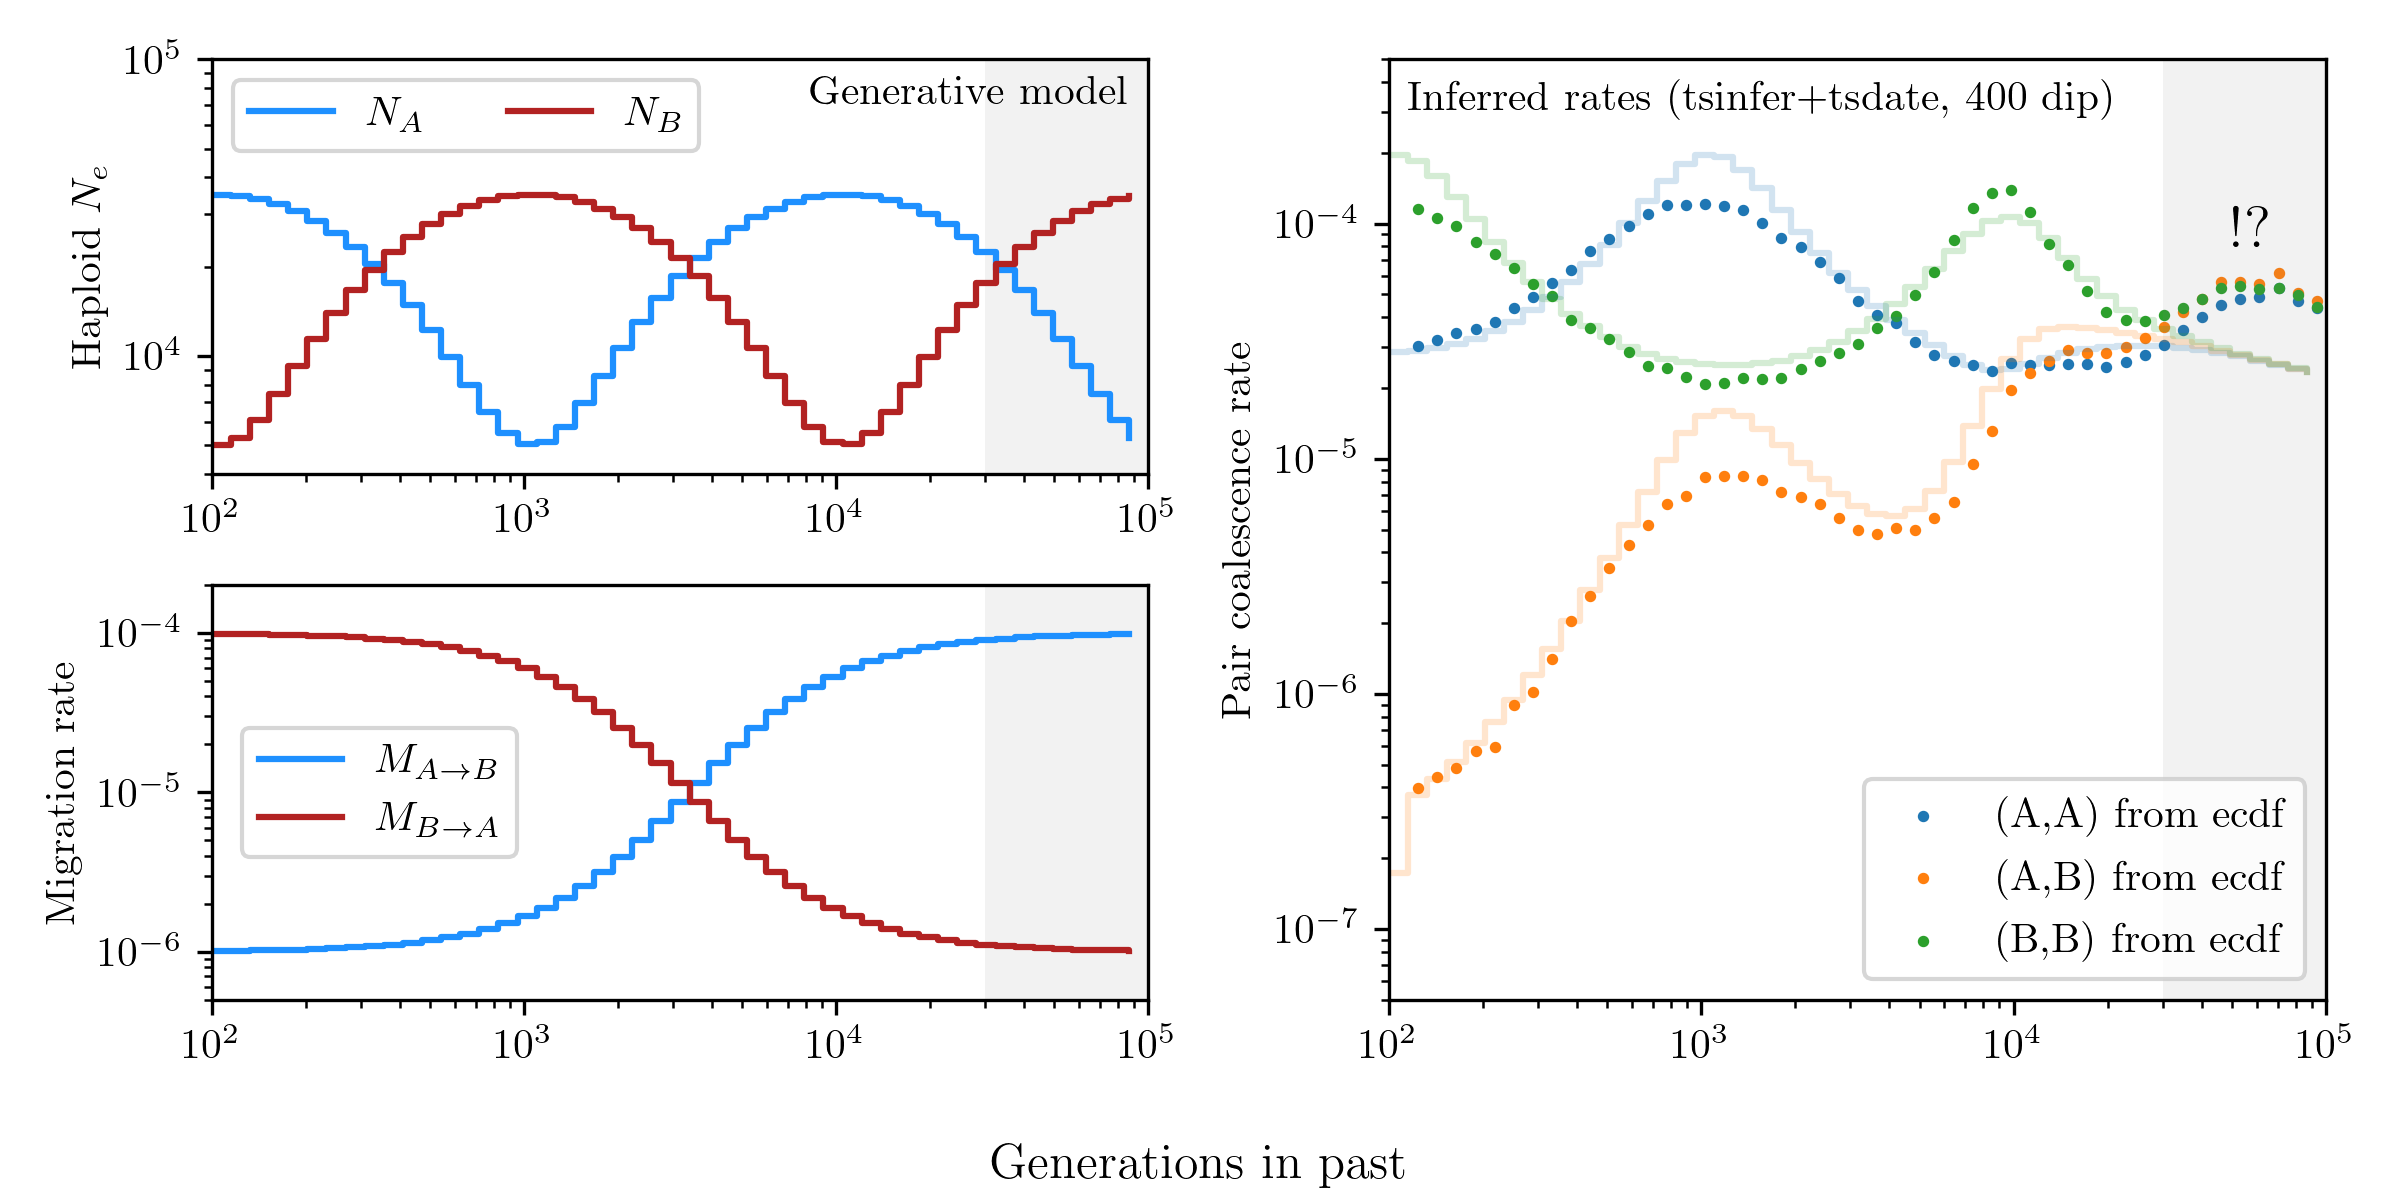 Generative model
N_A N_B
Haploid N_e
10^5
10^4
10^2 10^3 10^4 10^5
Migration rate
10^-4
10^-5
10^-6
M_{A→B}
M_{B→A}
10^2 10^3 10^4 10^5
Inferred rates (tsinfer+tsdate, 400 dip)
!?
Pair coalescence rate
10^-4
10^-5
10^-6
10^-7
(A,A) from ecdf
(A,B) from ecdf
(B,B) from ecdf
10^2 10^3 10^4 10^5
Generations in past